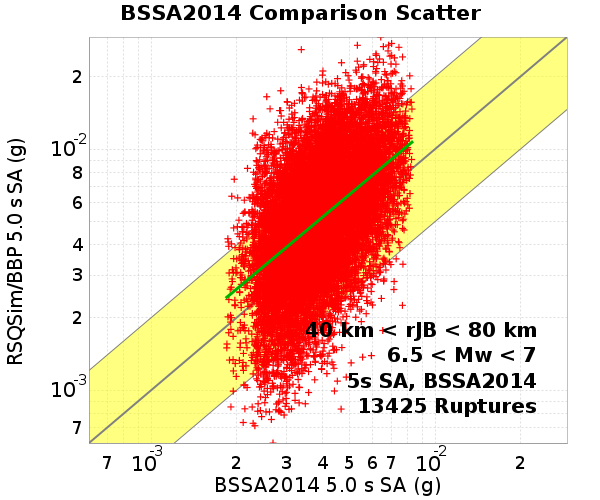 BSSA2014 Comparison Scatter
RSQSim/BBP 5.0 s SA (g)
2
10-2
8
6
4
3
2
10-3
7
40 km < rJB < 80 km
6.5 < Mw < 7
5s SA, BSSA2014
13425 Ruptures
7 10-3 2 3 4 5 6 7 10-2 2
BSSA2014 5.0 s SA (g)